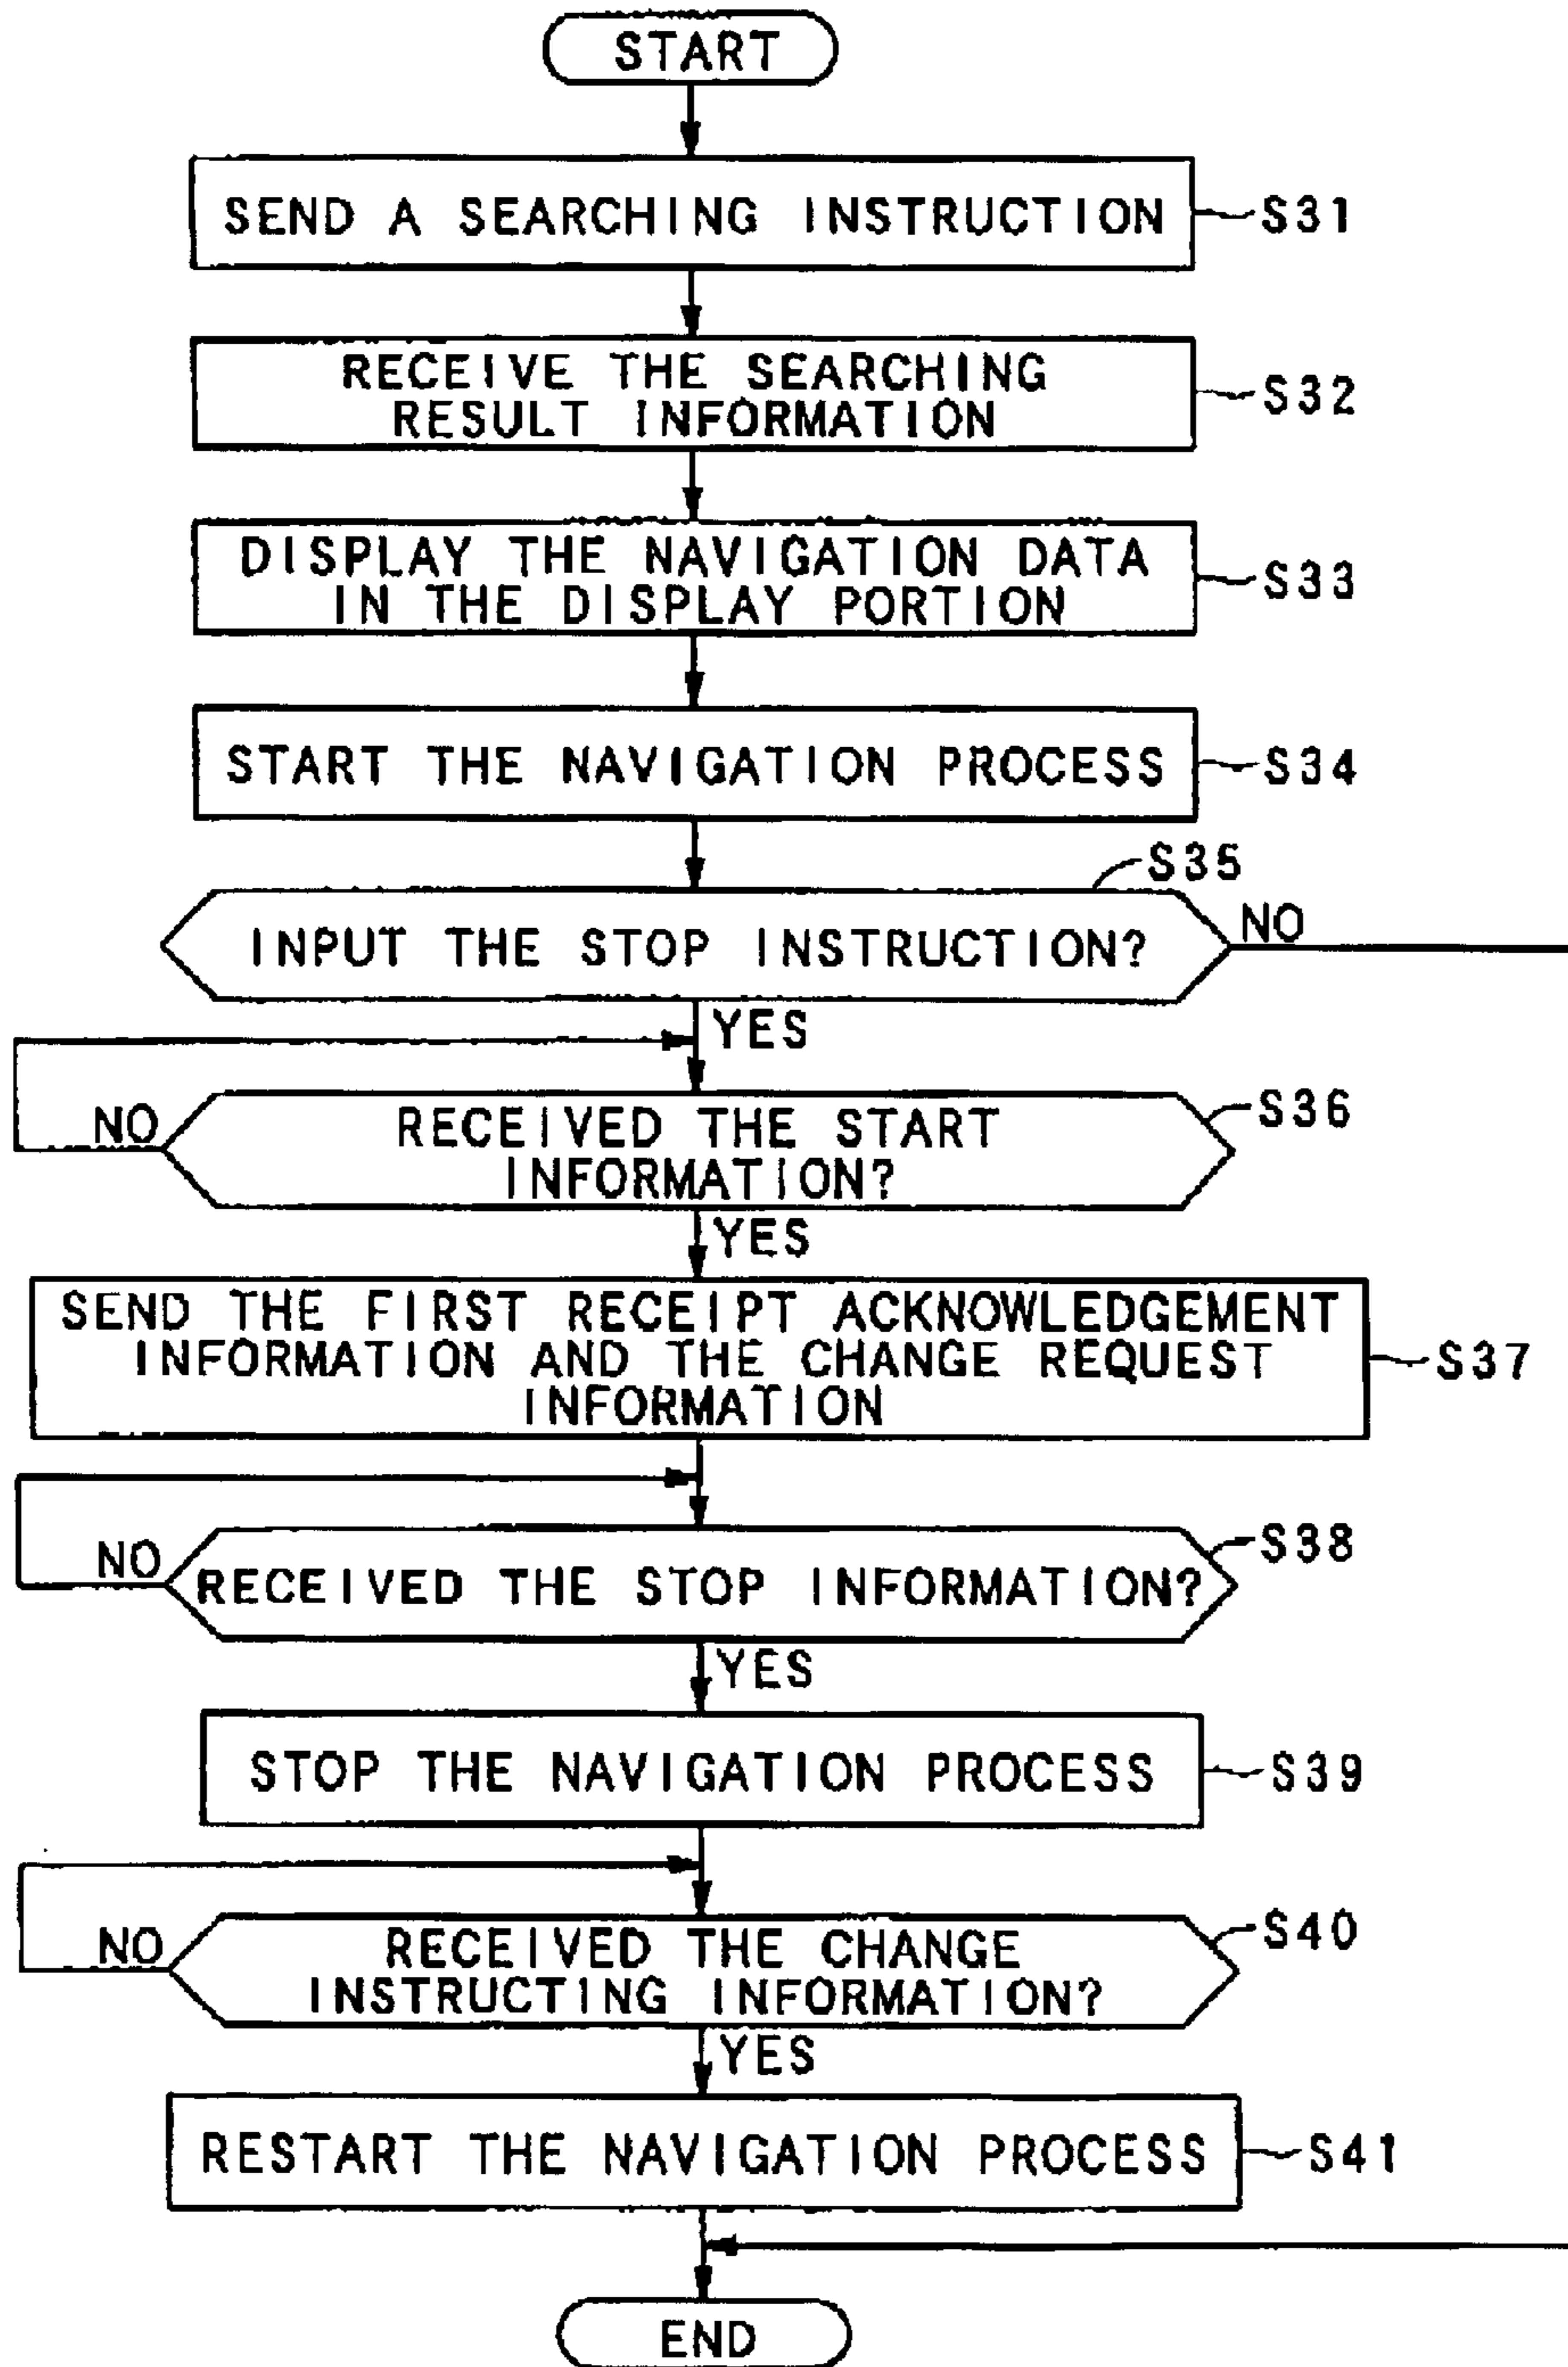 START
SEND A SEARCHING INSTRUCTION
S31
RECEIVE THE SEARCHING
RESULT INFORMATION
S32
DISPLAY THE NAVIGATION DATA
IN THE DISPLAY PORTION
S33
START THE NAVIGATION PROCESS
S34
S35
INPUT THE STOP INSTRUCTION?
NO
YES
S36
NO
RECEIVED THE START
INFORMATION?
YES
SEND THE FIRST RECEIPT ACKNOWLEDGEMENT
INFORMATION AND THE CHANGE REQUEST
INFORMATION
S37
S38
NO
RECEIVED THE STOP INFORMATION?
YES
STOP THE NAVIGATION PROCESS
S39
S40
NO
RECEIVED THE CHANGE
INSTRUCTING INFORMATION?
YES
RESTART THE NAVIGATION PROCESS
S41
END